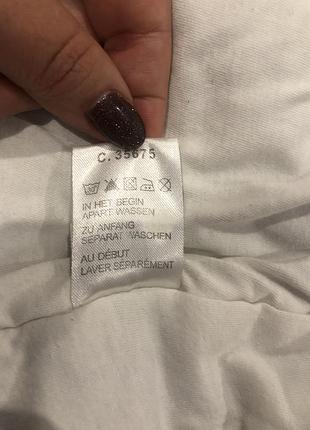 C. 35675
IN HET BEGIN
APART WASSEN
ZU ANFANG
SEPARAT WASCHEN
AU DÉBUT
LAVER SÉPARÉMENT